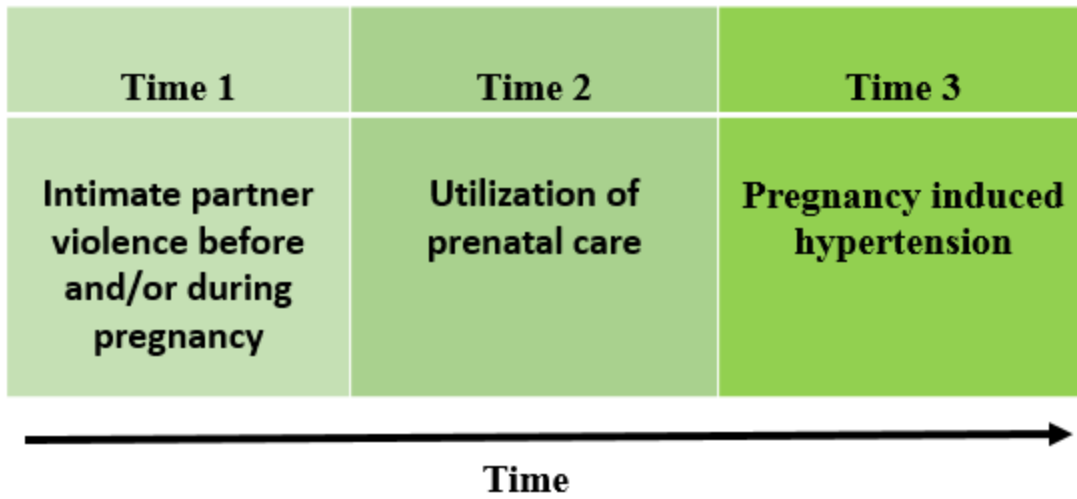 Time 1
Time 2
Time 3
Intimate partner
violence before
and/or during
pregnancy
Utilization of
prenatal care
Pregnancy induced
hypertension
Time